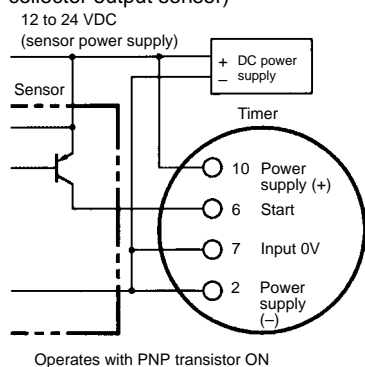 collector output sensor)
12 to 24 VDC
(sensor power supply)
+ DC power
– supply
Sensor
Timer
10 Power
supply (+)
6 Start
7 Input 0V
2 Power
supply
(–)
Operates with PNP transistor ON